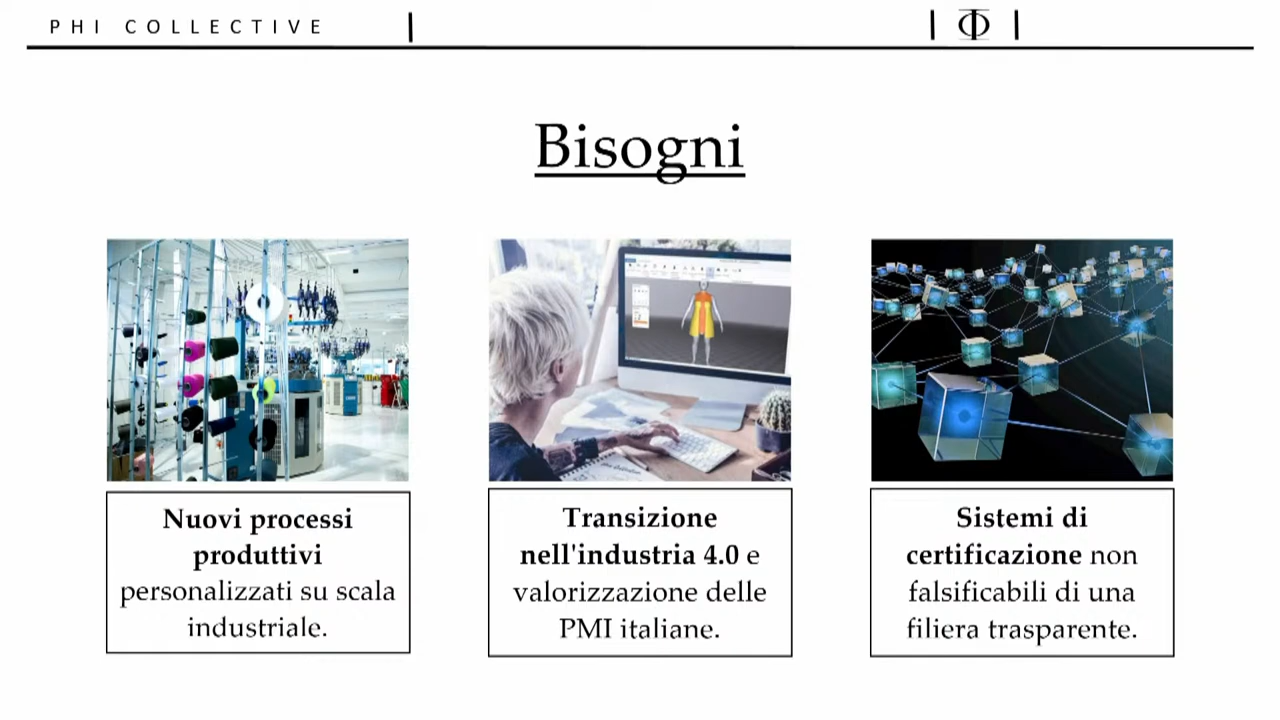 PHI COLLECTIVE
Φ
Bisogni
Nuovi processi
produttivi
personalizzati su scala
industriale.
Transizione
nell'industria 4.0 e
valorizzazione delle
PMI italiane.
Sistemi di
certificazione non
falsificabili di una
filiera trasparente.